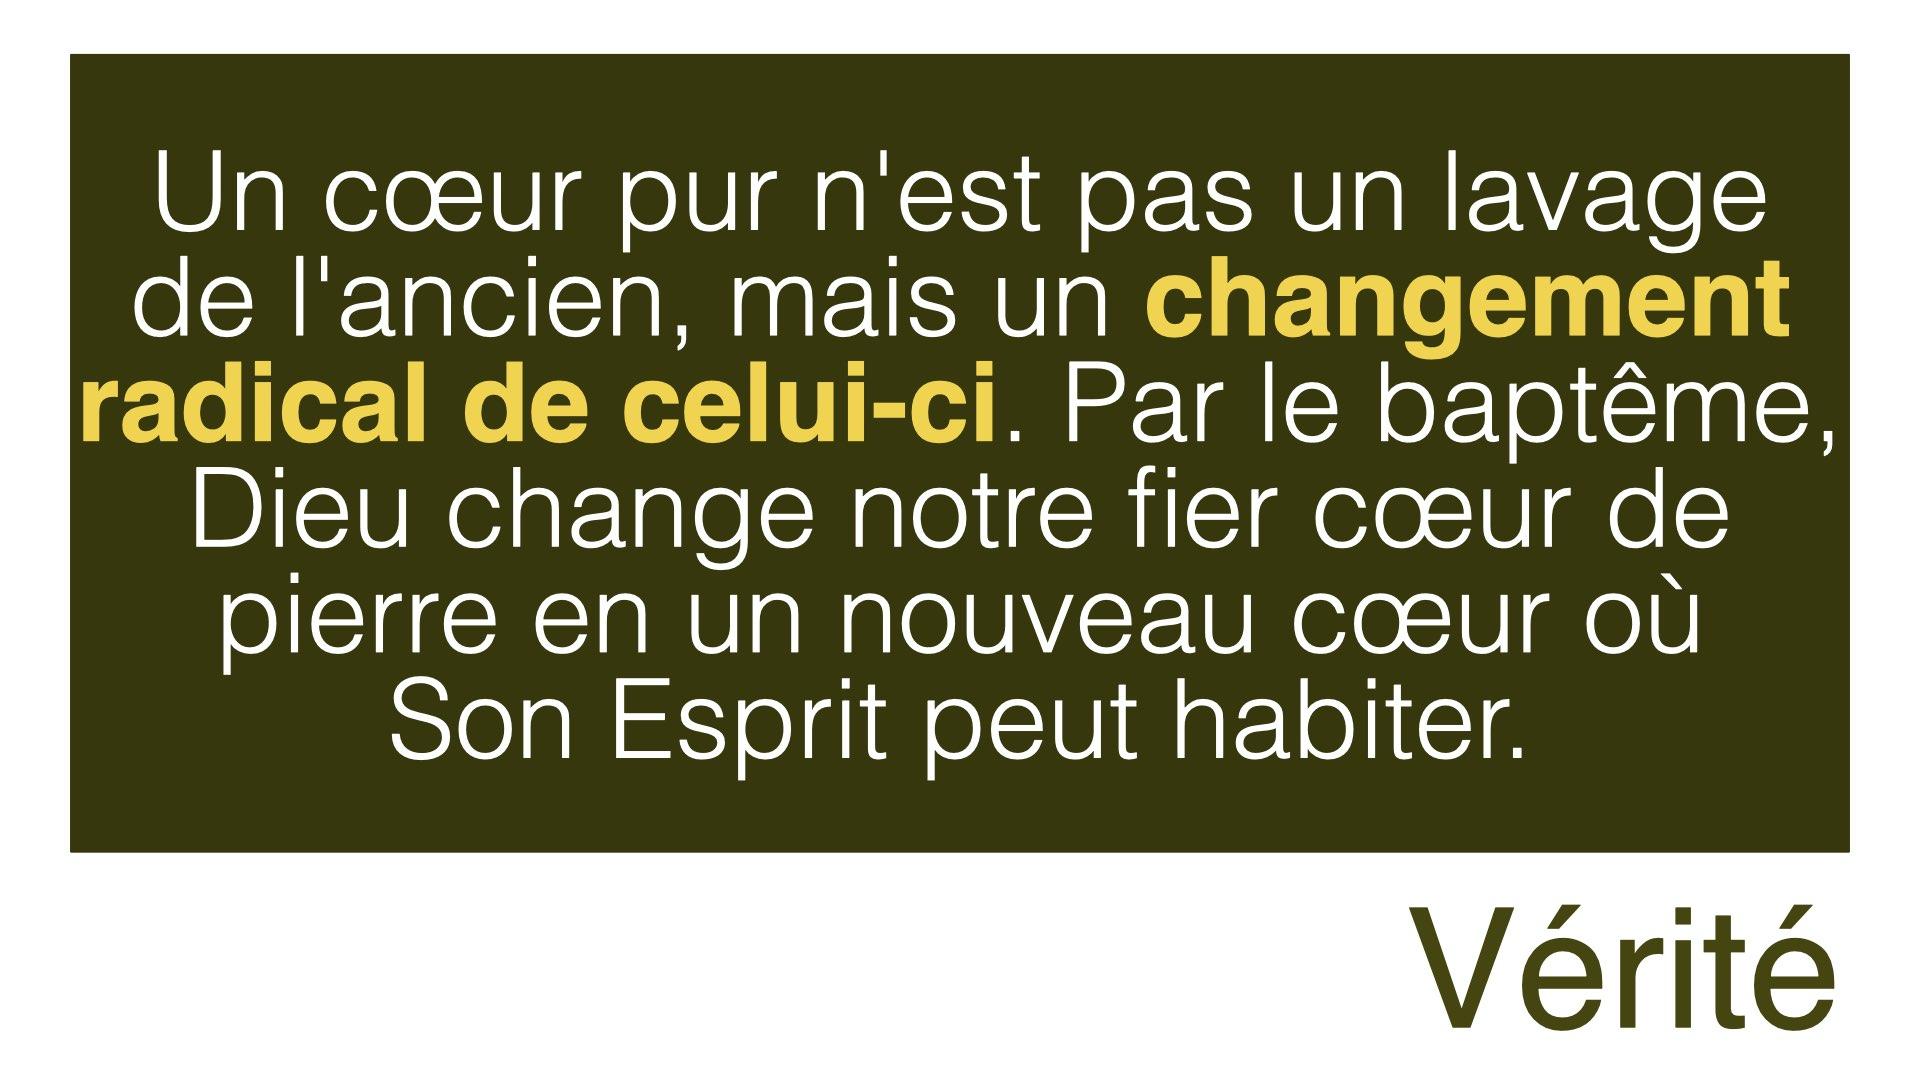 Un cœur pur n'est pas un lavage
de l'ancien, mais un changement
radical de celui-ci. Par le baptême,
Dieu change notre fier cœur de
pierre en un nouveau cœur où
Son Esprit peut habiter.
Vérité